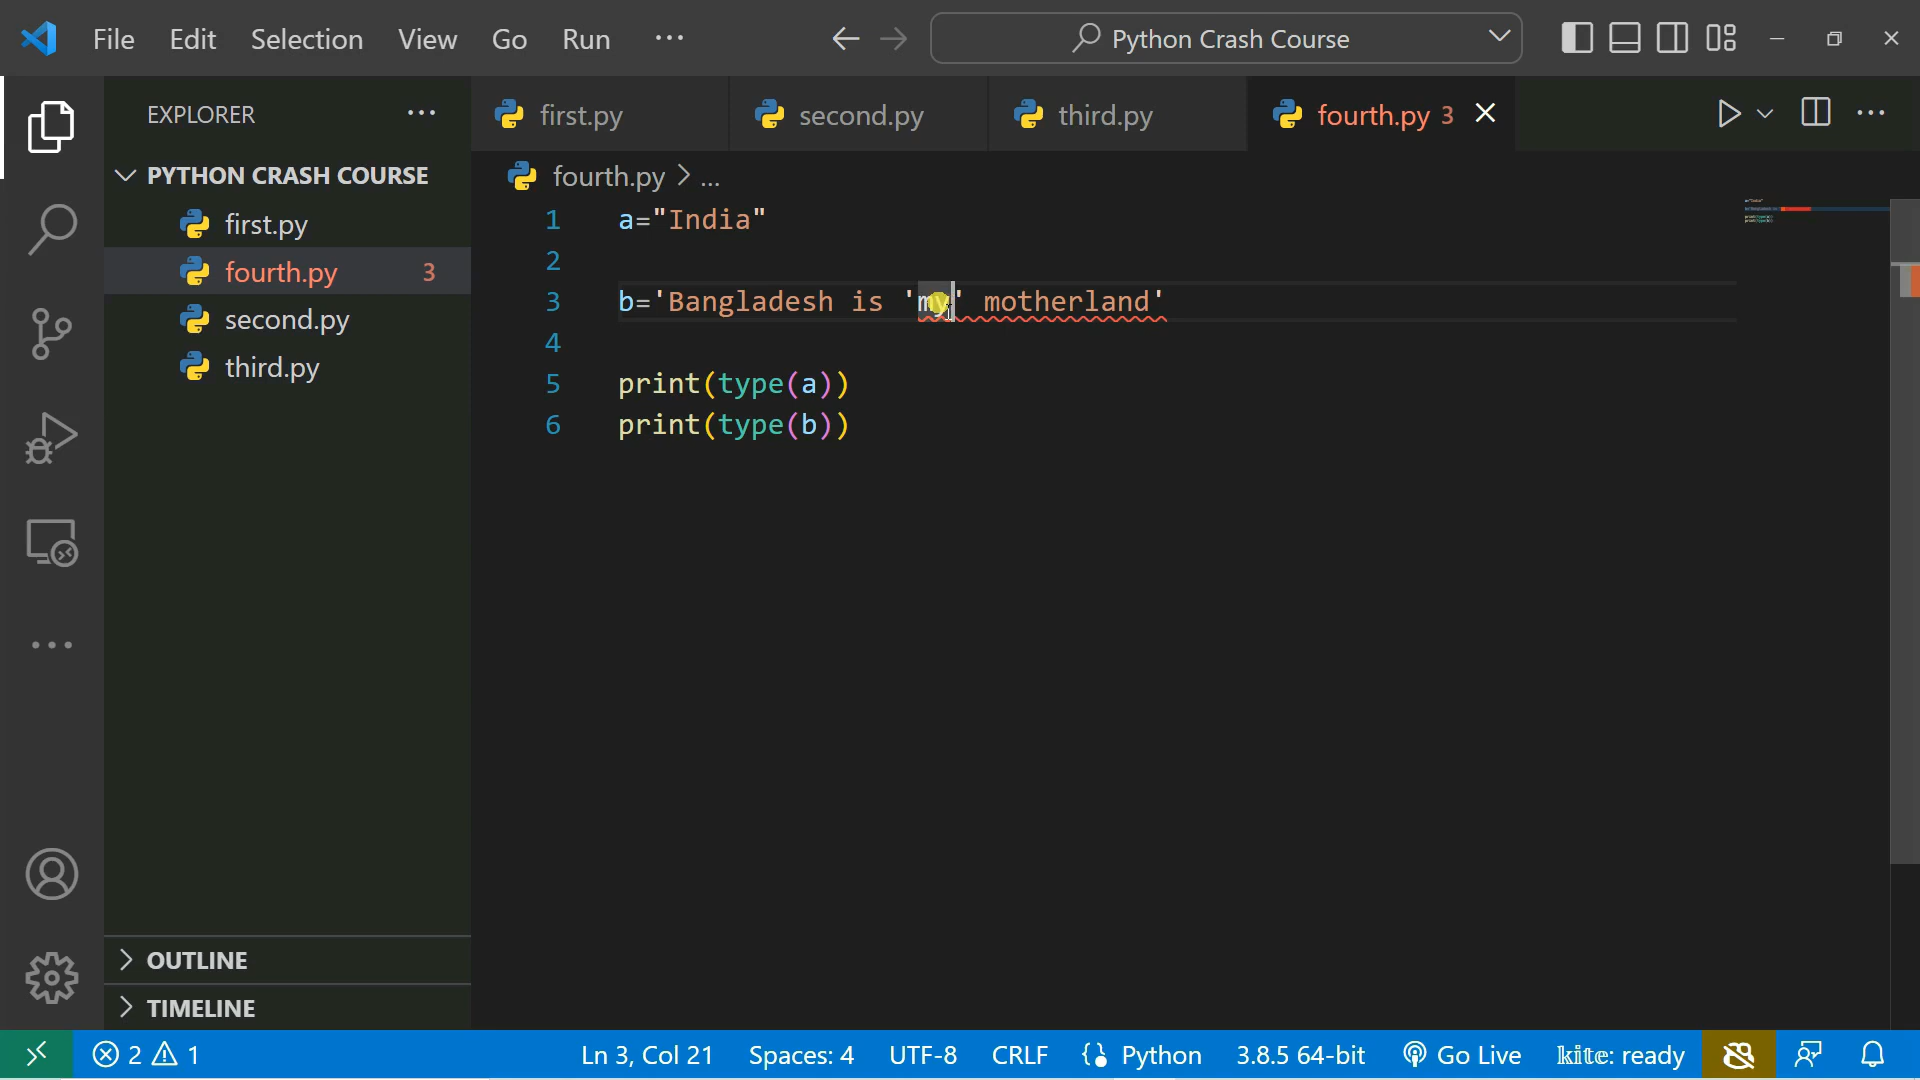 File Edit Selection View Go Run ...
Python Crash Course
EXPLORER ...
first.py
second.py
third.py
fourth.py 3
PYTHON CRASH COURSE
first.py
fourth.py 3
second.py
third.py
OUTLINE
TIMELINE
fourth.py > ...
1 a="India"
2
3 b='Bangladesh is 'my' motherland'
4
5 print(type(a))
6 print(type(b))
2 1 Ln 3, Col 21 Spaces: 4 UTF-8 CRLF Python 3.8.5 64-bit Go Live kite: ready